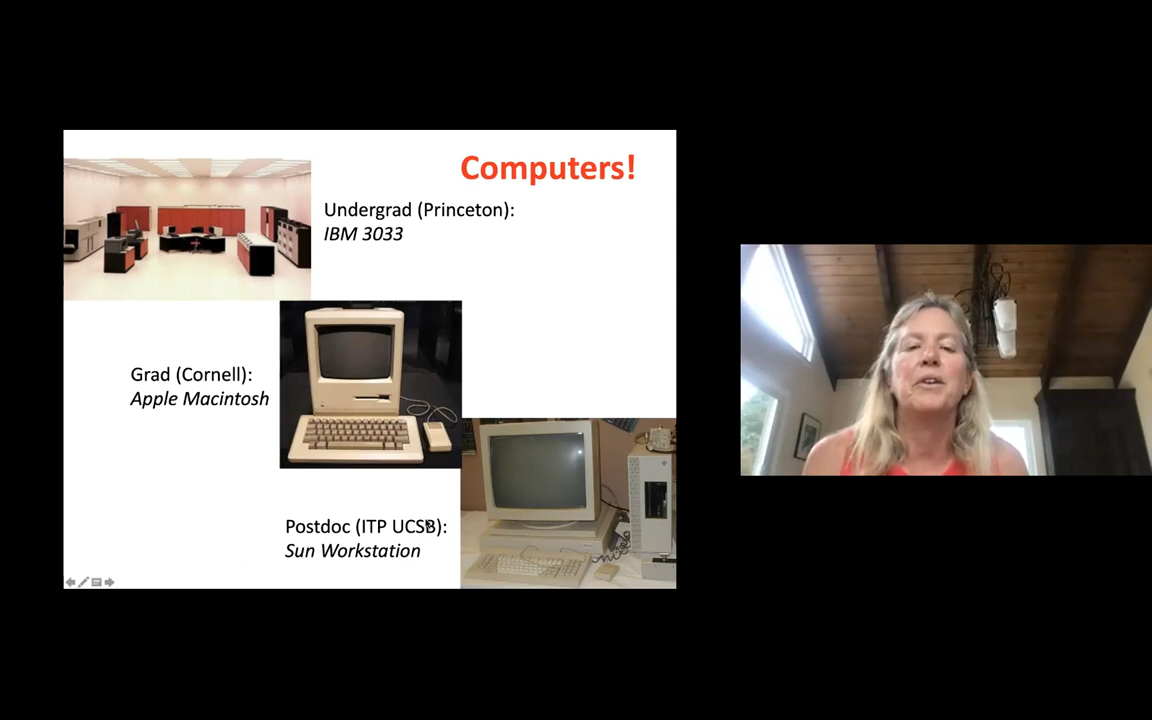 Computers!
Undergrad (Princeton):
IBM 3033
Grad (Cornell):
Apple Macintosh
Postdoc (ITP UCSB):
Sun Workstation